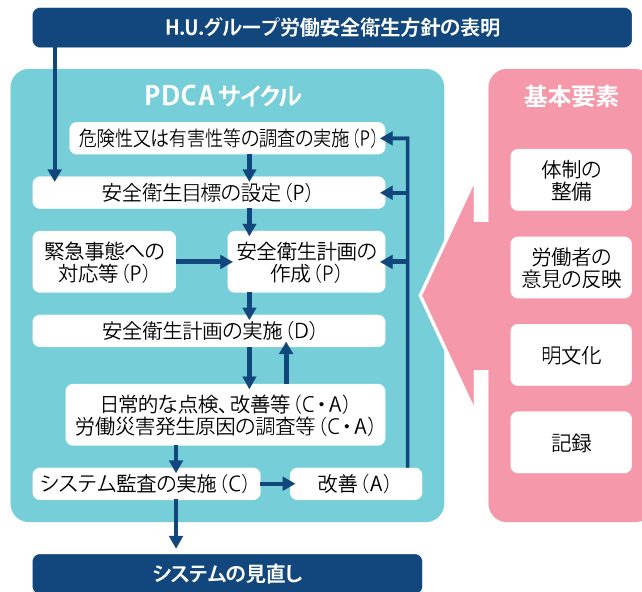 H.U.グループ労働安全衛生方針の表明
PDCAサイクル
危険性又は有害性等の調査の実施(P)
安全衛生目標の設定(P)
緊急事態への
対応等(P)
安全衛生計画の
作成(P)
安全衛生計画の実施(D)
日常的な点検、改善等(C・A)
労働災害発生原因の調査等(C・A)
システム監査の実施(C)
改善(A)
基本要素
体制の
整備
労働者の
意見の反映
明文化
記録
システムの見直し